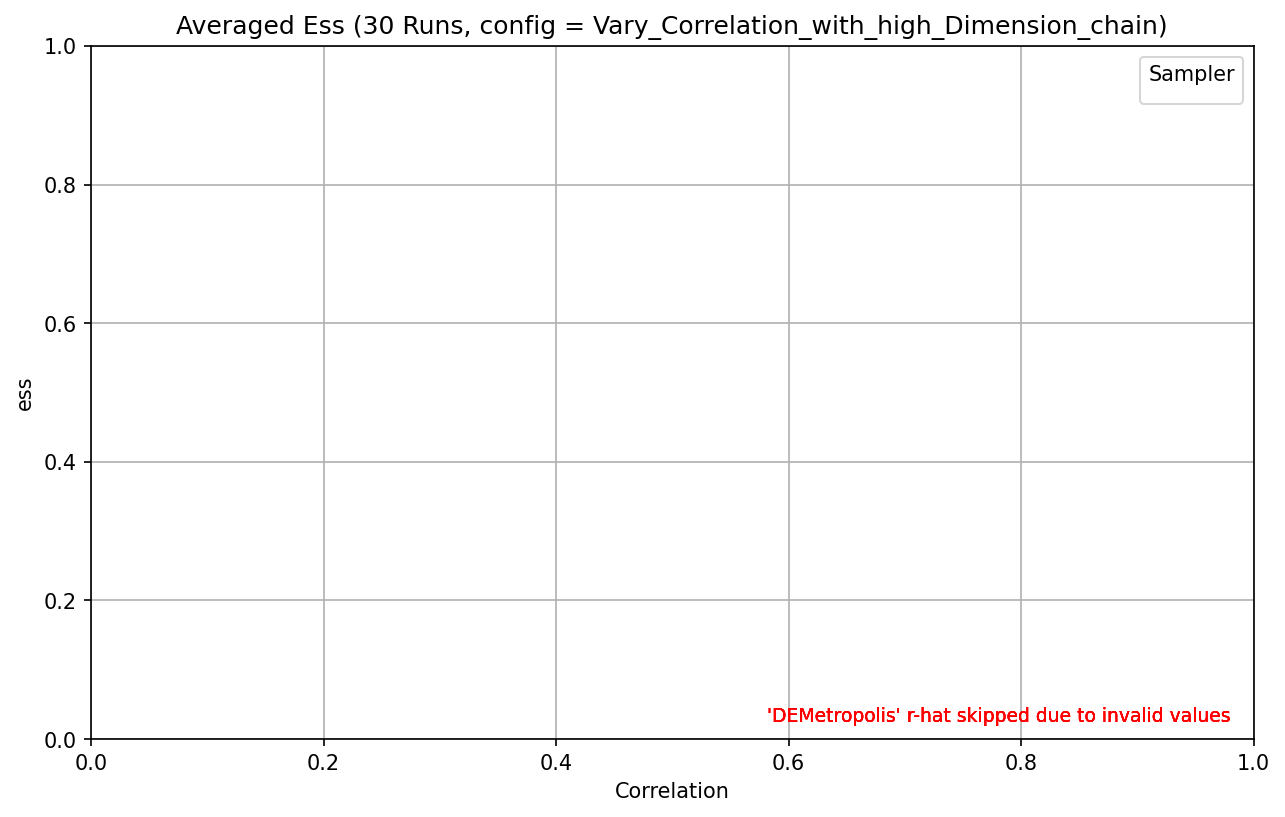 Averaged Ess (30 Runs, config = Vary_Correlation_with_high_Dimension_chain)
1.0
Sampler
0.8
0.6
ess
0.4
0.2
'DEMetropolis' r-hat skipped due to invalid values
0.0
0.0 0.2 0.4 0.6 0.8 1.0
Correlation